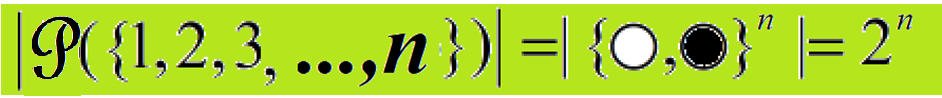 |𝒫({1,2,3, ...,n})| =| {○,●}ⁿ |= 2ⁿ